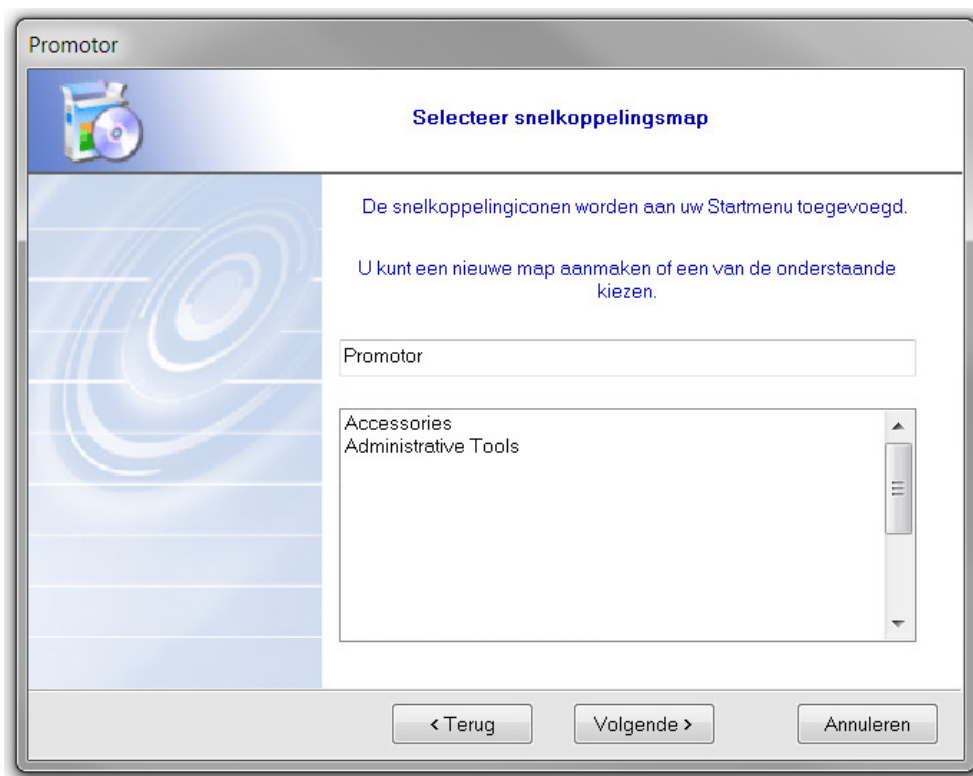 Promotor
Selecteer snelkoppelingsmap
De snelkoppelingiconen worden aan uw Startmenu toegevoegd.
U kunt een nieuwe map aanmaken of een van de onderstaande
kiezen.
Promotor
Accessories
Administrative Tools
< Terug
Volgende >
Annuleren